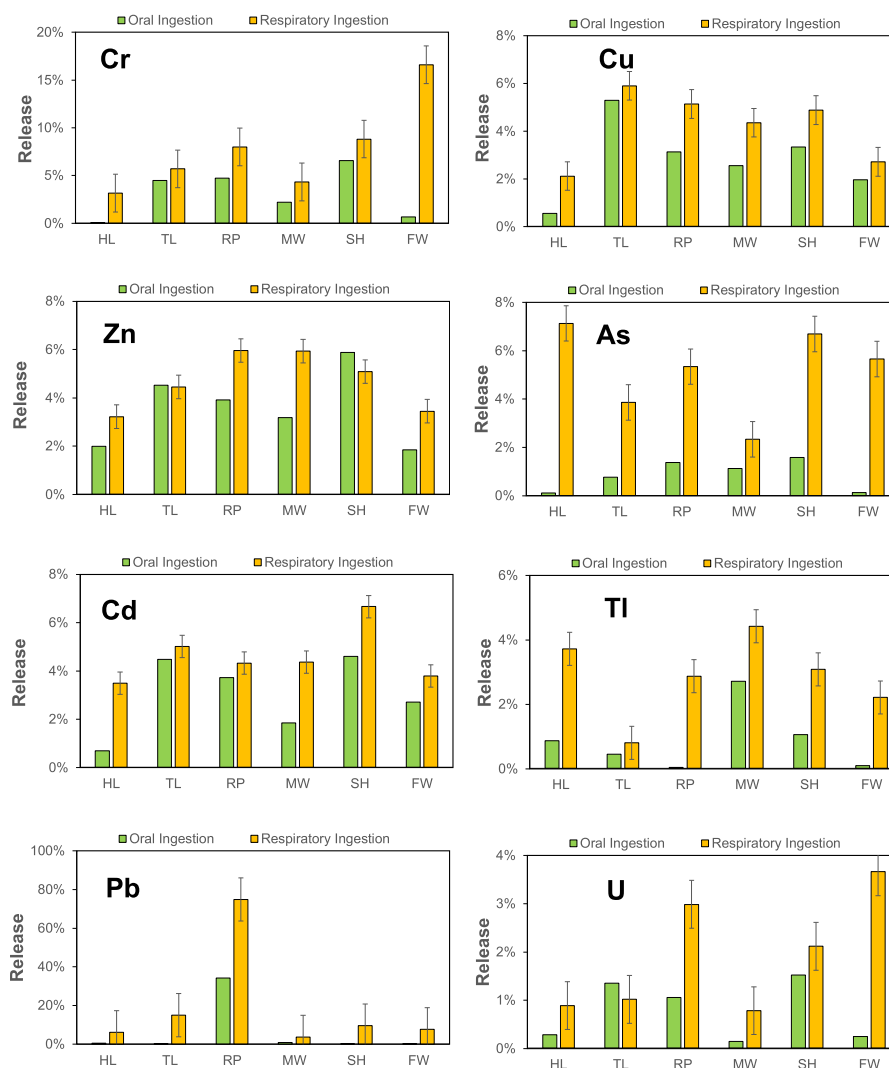 Oral Ingestion Respiratory Ingestion
Cr
Release
20%
15%
10%
5%
0%
HL TL RP MW SH FW
Oral Ingestion Respiratory Ingestion
Cu
Release
8%
6%
4%
2%
0%
HL TL RP MW SH FW
Oral Ingestion Respiratory Ingestion
Zn
Release
8%
6%
4%
2%
0%
HL TL RP MW SH FW
Oral Ingestion Respiratory Ingestion
As
Release
8%
6%
4%
2%
0%
HL TL RP MW SH FW
Oral Ingestion Respiratory Ingestion
Cd
Release
8%
6%
4%
2%
0%
HL TL RP MW SH FW
Oral Ingestion Respiratory Ingestion
Tl
Release
6%
4%
2%
0%
HL TL RP MW SH FW
Oral Ingestion Respiratory Ingestion
Pb
Release
100%
80%
60%
40%
20%
0%
HL TL RP MW SH FW
Oral Ingestion Respiratory Ingestion
U
Release
4%
3%
2%
1%
0%
HL TL RP MW SH FW